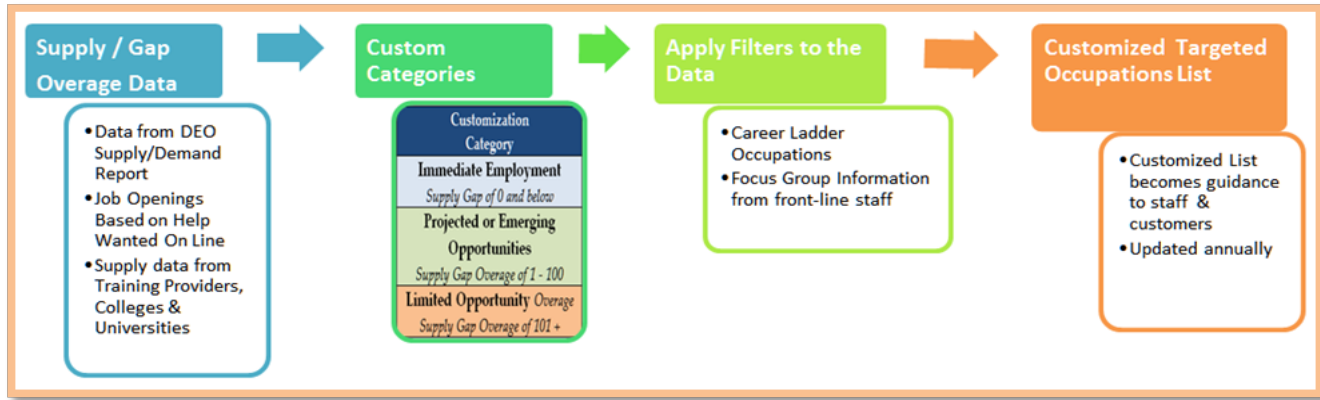 Supply / Gap
Overage Data
•Data from DEO
Supply/Demand
Report
•Job Openings
Based on Help
Wanted On Line
•Supply data from
Training Providers,
Colleges &
Universities
Custom
Categories
Customization
Category
Immediate Employment
Supply Gap of 0 and below
Projected or Emerging
Opportunities
Supply Gap Overage of 1 - 100
Limited Opportunity Overage
Supply Gap Overage of 101 +
Apply Filters to the
Data
•Career Ladder
Occupations
•Focus Group Information
from front-line staff
Customized Targeted
Occupations List
•Customized List
becomes guidance
to staff &
customers
•Updated annually